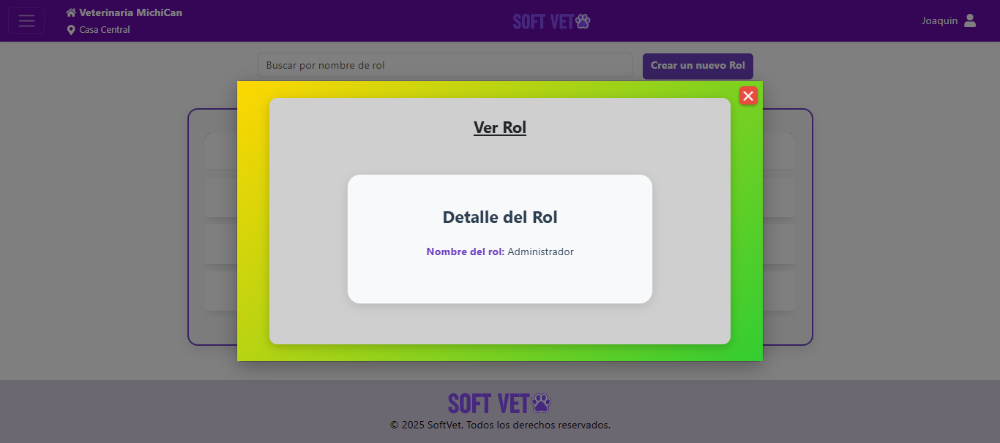 Veterinaria MichiCan
Casa Central
SOFT VET
Joaquin
Buscar por nombre de rol
Crear un nuevo Rol
Ver Rol
Detalle del Rol
Nombre del rol: Administrador
SOFT VET
© 2025 SoftVet. Todos los derechos reservados.